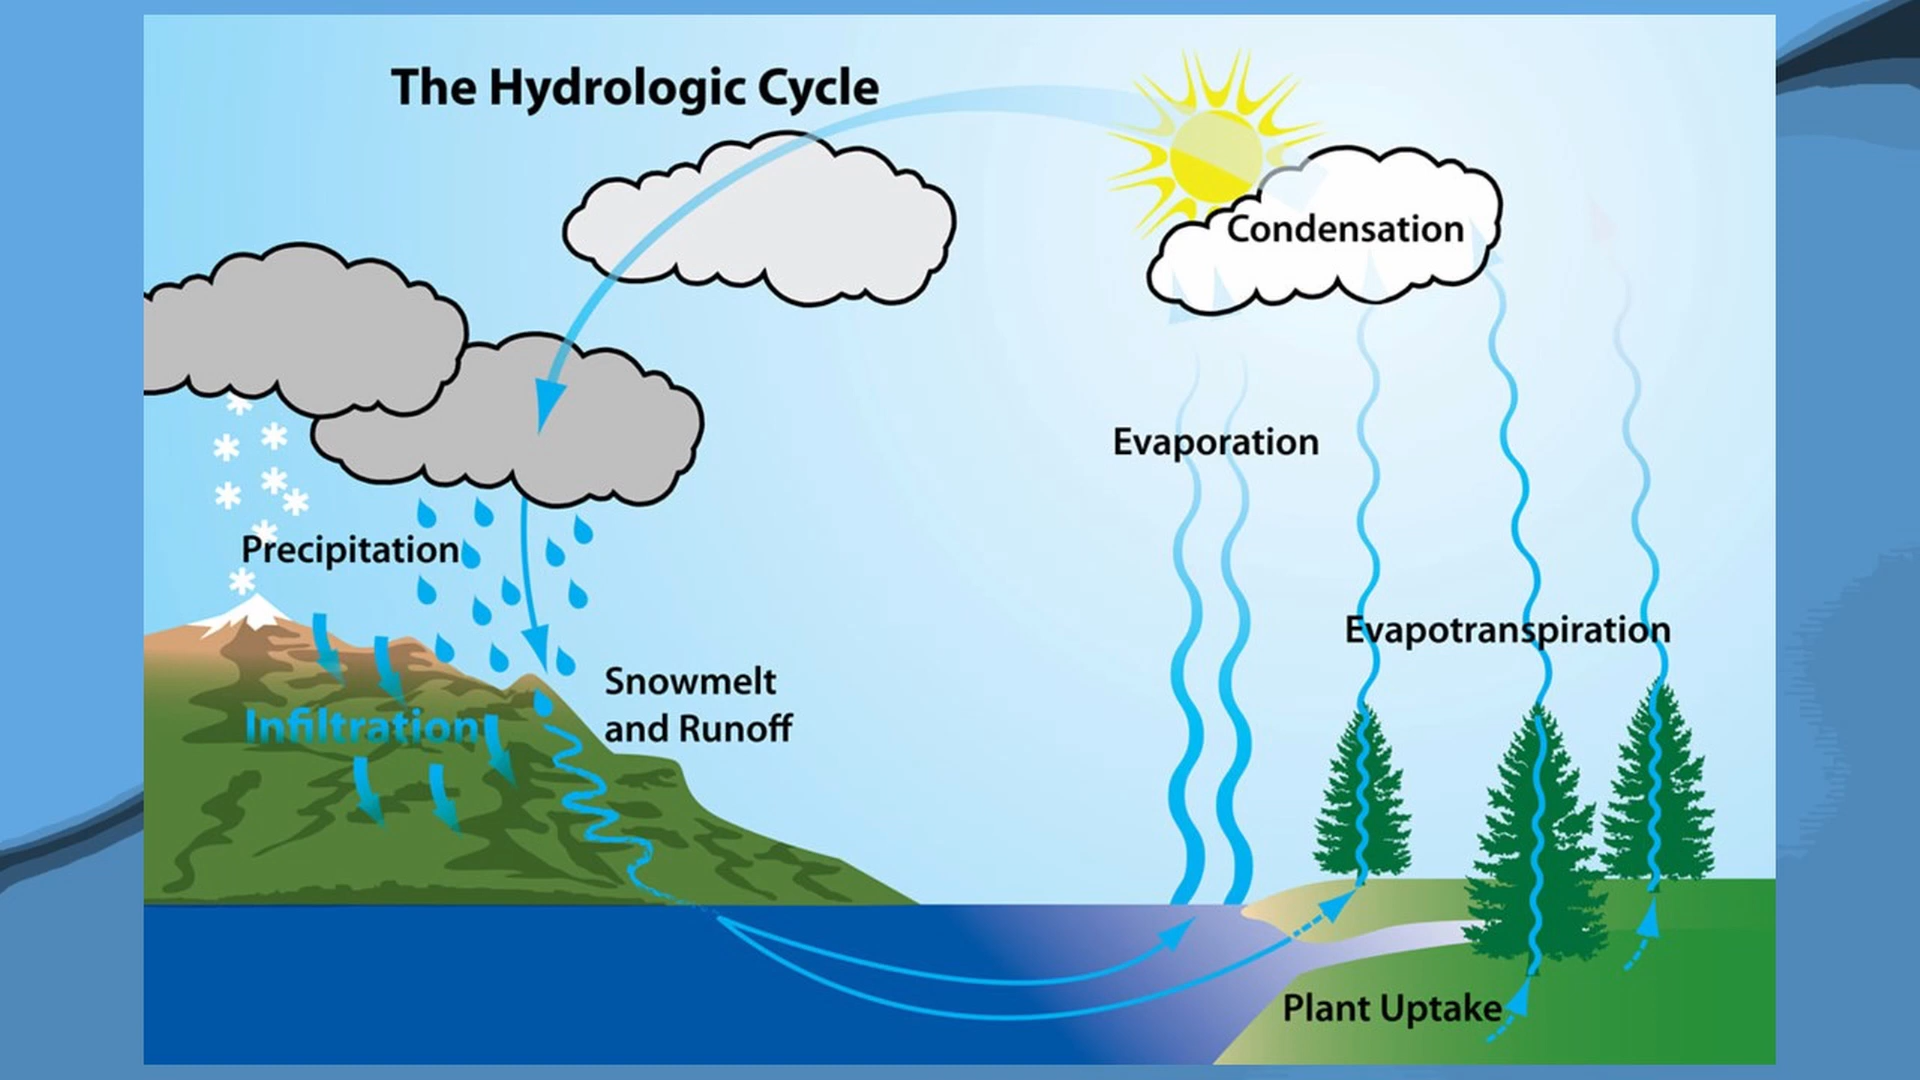 The Hydrologic Cycle
Condensation
Evaporation
Precipitation
Evapotranspiration
Snowmelt
and Runoff
Infiltration
Plant Uptake